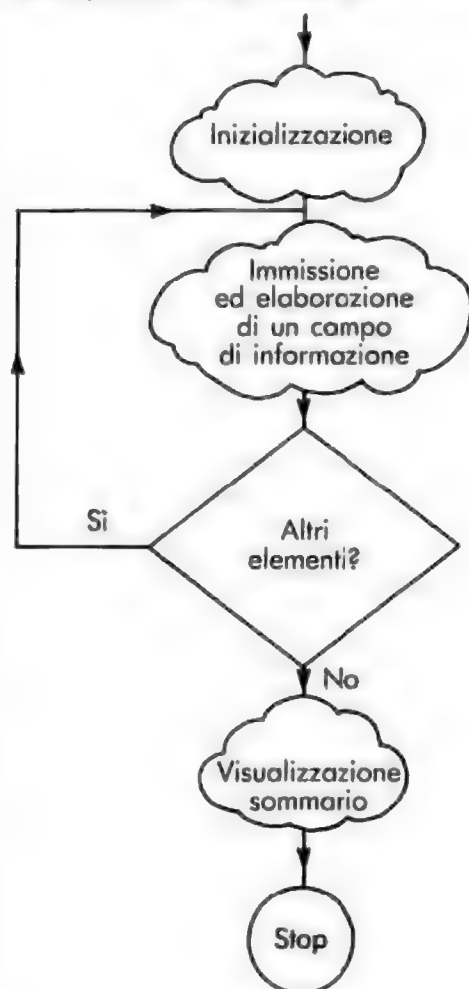 Inizializzazione
Immissione
ed elaborazione
di un campo
di informazione
Sì
Altri
elementi?
No
Visualizzazione
sommario
Stop